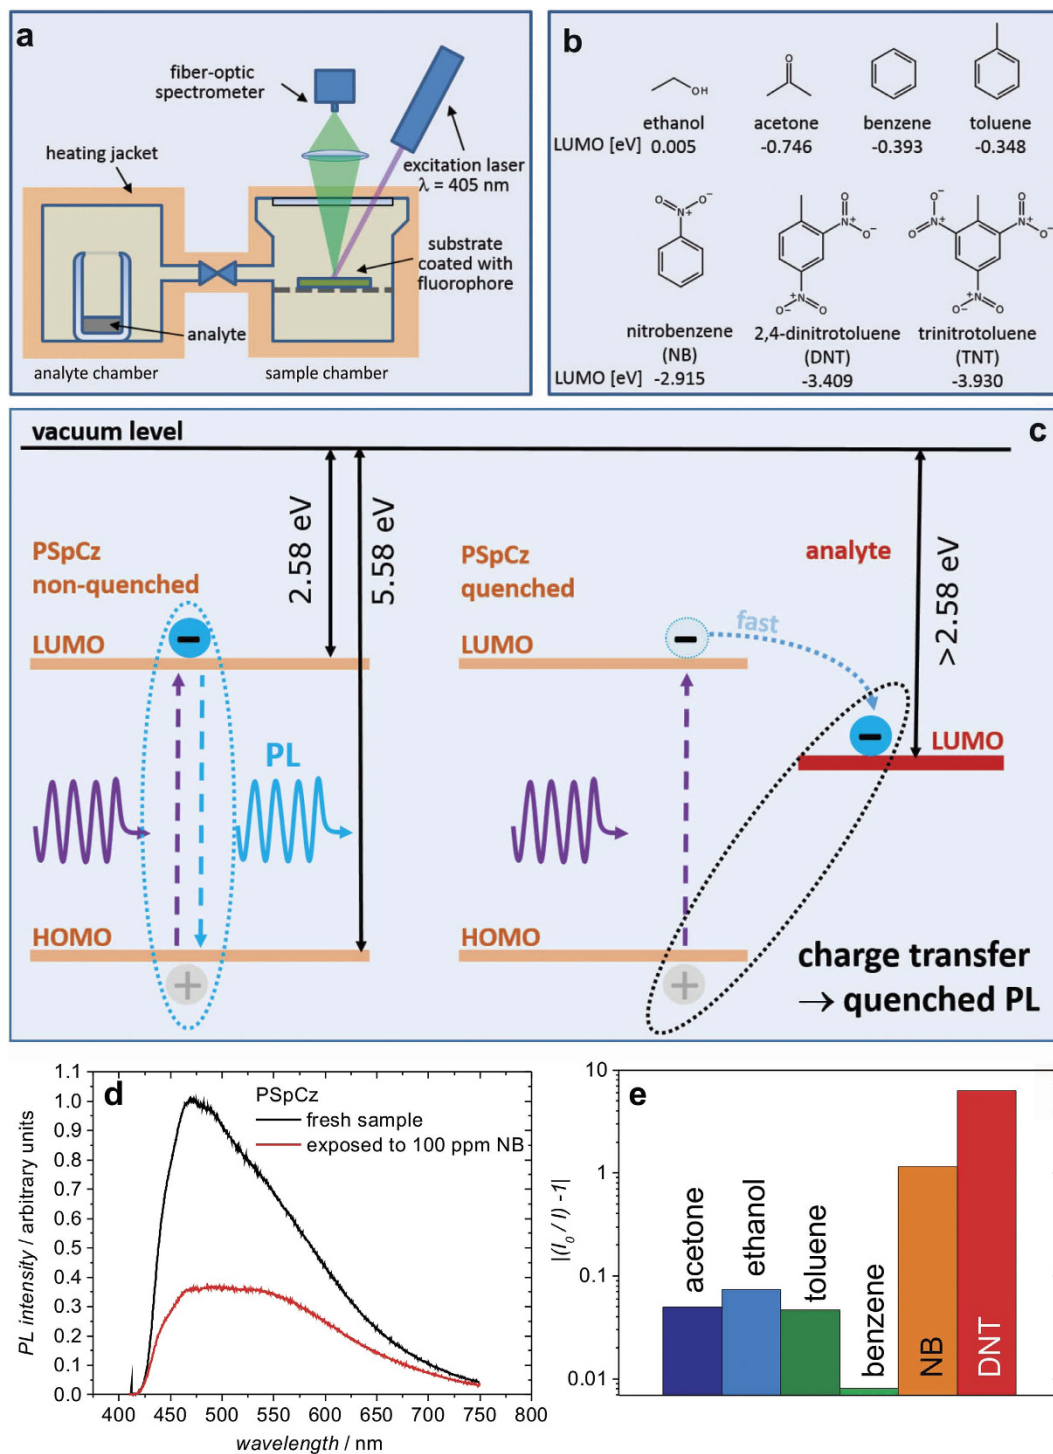 a
fiber-optic
spectrometer
heating jacket
excitation laser
λ = 405 nm
substrate
coated with
fluorophore
analyte
analyte chamber
sample chamber
b
OH
O
ethanol acetone benzene toluene
LUMO [eV] 0.005 -0.746 -0.393 -0.348
O N⁺ O⁻
O N⁺ O⁻ N⁺ O⁻ O
O⁻ N⁺ O O N⁺ O⁻ N⁺ O⁻ O
nitrobenzene 2,4-dinitrotoluene trinitrotoluene
(NB) (DNT) (TNT)
LUMO [eV] -2.915 -3.409 -3.930
vacuum level
c
2.58 eV
5.58 eV
PSpCz
non-quenched
LUMO
PL
HOMO
PSpCz
quenched
LUMO
fast
analyte
>2.58 eV
LUMO
HOMO
charge transfer
→ quenched PL
d
PSpCz
fresh sample
exposed to 100 ppm NB
PL intensity / arbitrary units
1.1
1.0
0.9
0.8
0.7
0.6
0.5
0.4
0.3
0.2
0.1
0.0
400 450 500 550 600 650 700 750 800
wavelength / nm
e
|(I₀ / I) -1|
10
1
0.1
0.01
acetone
ethanol
toluene
benzene
NB
DNT